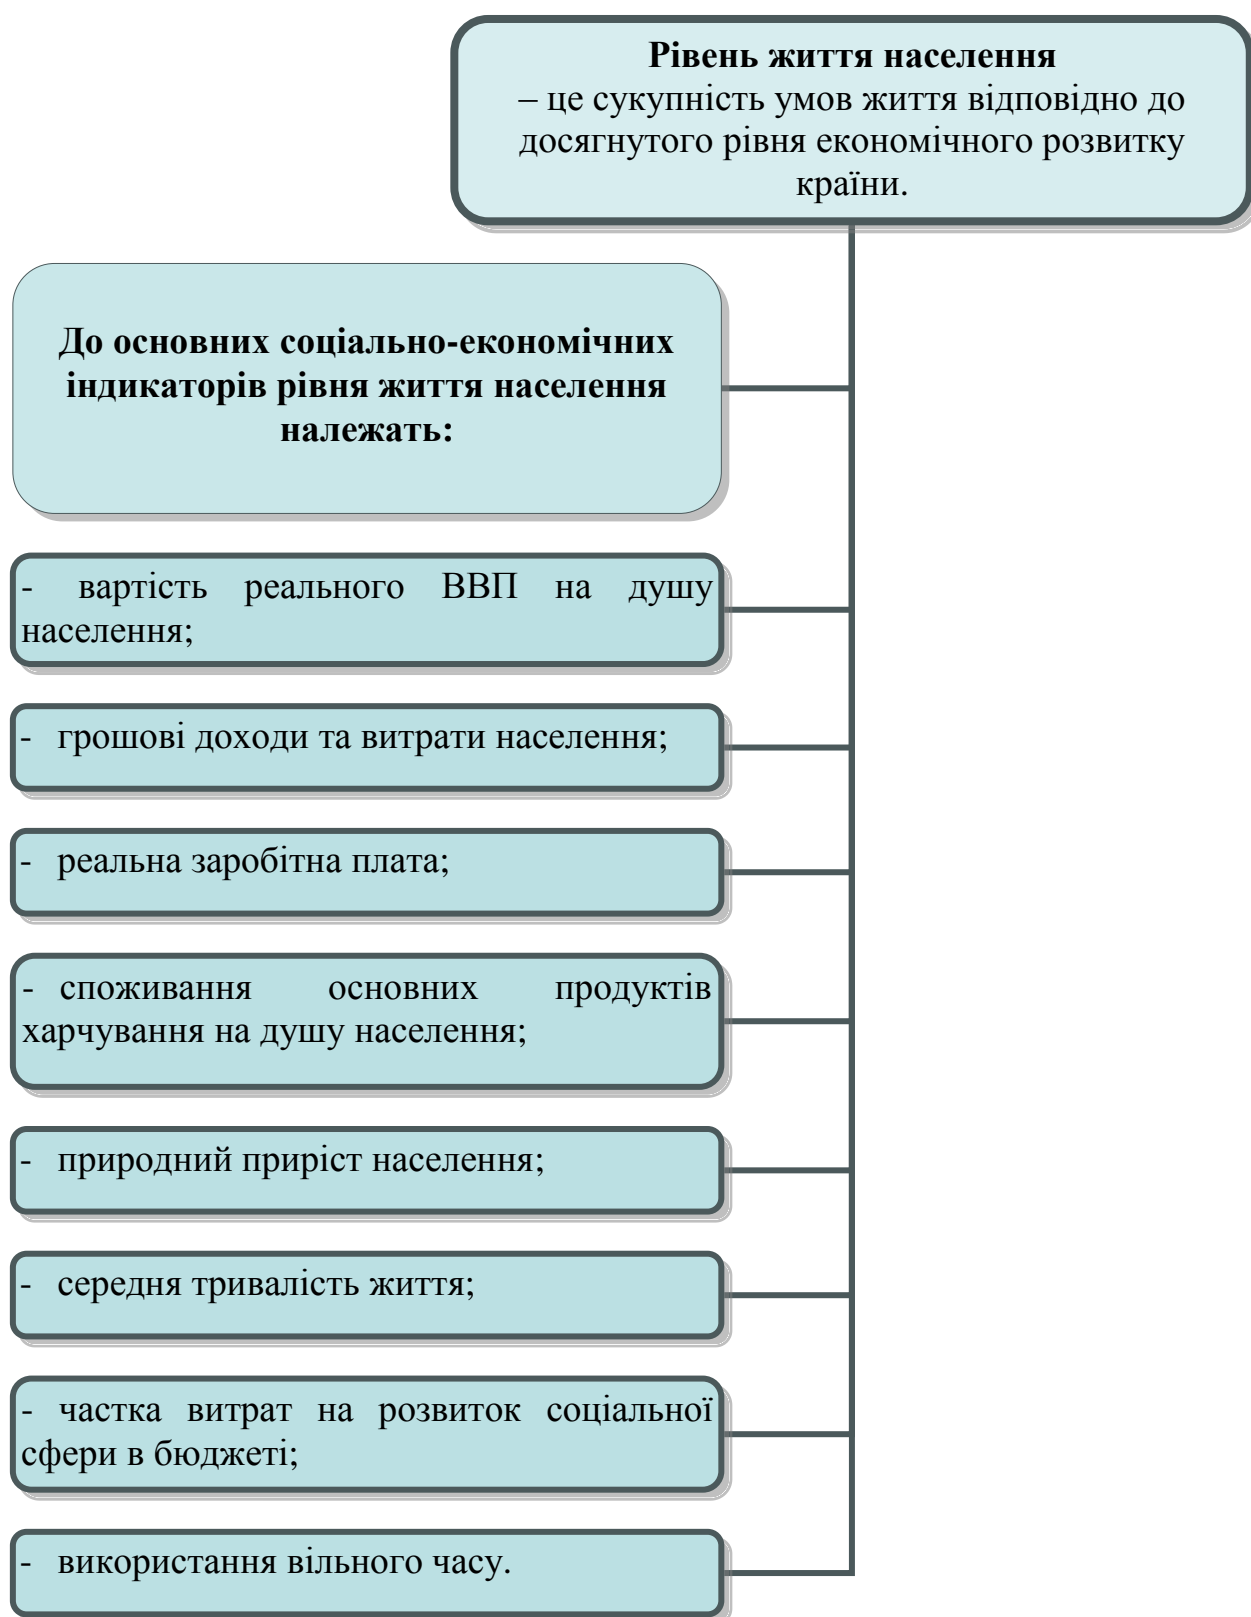 Рівень життя населення
– це сукупність умов життя відповідно до
досягнутого рівня економічного розвитку
країни.
До основних соціально-економічних
індикаторів рівня життя населення
належать:
- вартість реального ВВП на душу
населення;
- грошові доходи та витрати населення;
- реальна заробітна плата;
- споживання основних продуктів
харчування на душу населення;
- природний приріст населення;
- середня тривалість життя;
- частка витрат на розвиток соціальної
сфери в бюджеті;
- використання вільного часу.